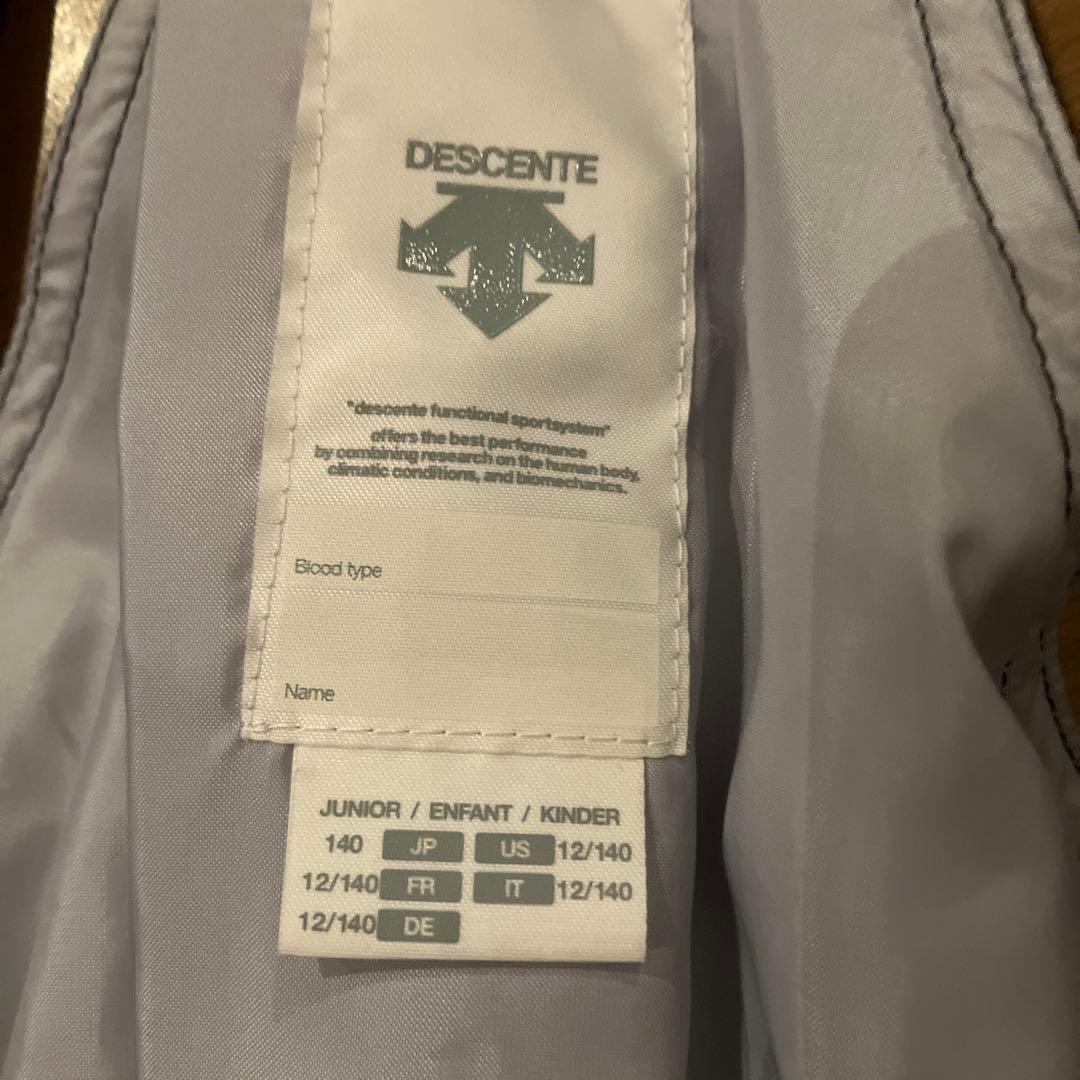 DESCENTE
"descente functional sportsystem"
offers the best performance
by combining research on the human body,
climatic conditions, and biomechanics.
Blood type
Name
JUNIOR / ENFANT / KINDER
140 JP US 12/140
12/140 FR IT 12/140
12/140 DE